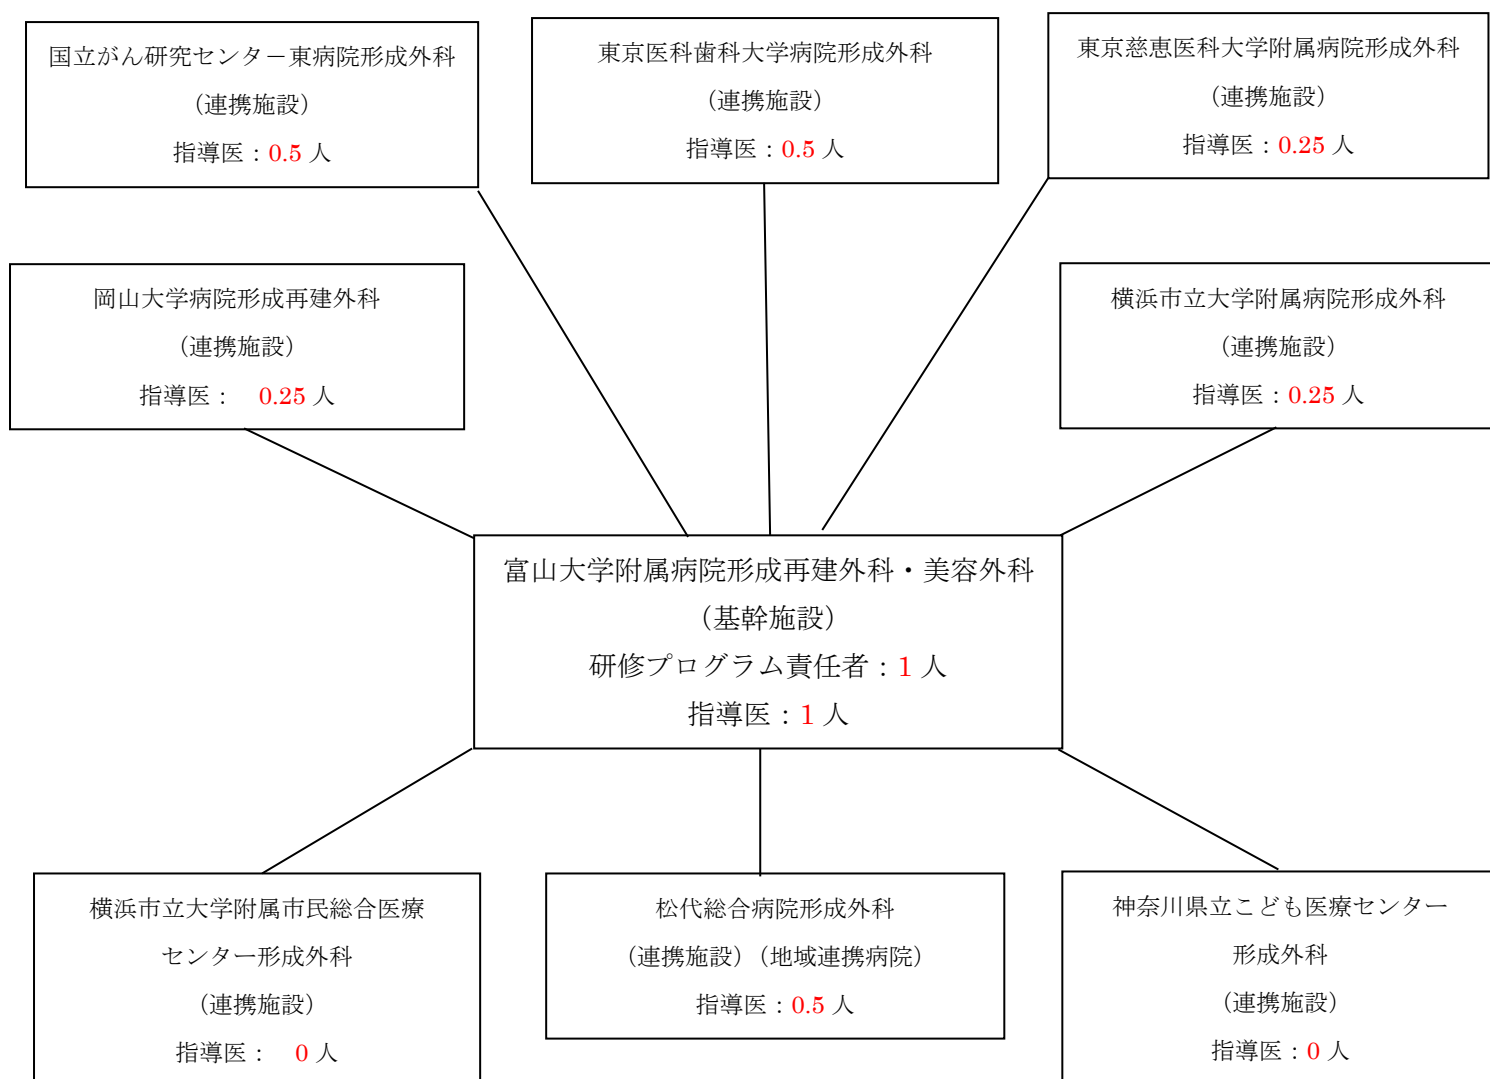 国立がん研究センター東病院形成外科
（連携施設）
指導医：0.5 人
東京医科歯科大学病院形成外科
（連携施設）
指導医：0.5 人
東京慈恵医科大学附属病院形成外科
（連携施設）
指導医：0.25 人
岡山大学病院形成再建外科
（連携施設）
指導医：　0.25 人
横浜市立大学附属病院形成外科
（連携施設）
指導医：0.25 人
富山大学附属病院形成再建外科・美容外科
（基幹施設）
研修プログラム責任者：1 人
指導医：1 人
横浜市立大学附属市民総合医療
センター形成外科
（連携施設）
指導医：　0 人
松代総合病院形成外科
（連携施設）（地域連携病院）
指導医：0.5 人
神奈川県立こども医療センター
形成外科
（連携施設）
指導医：0 人